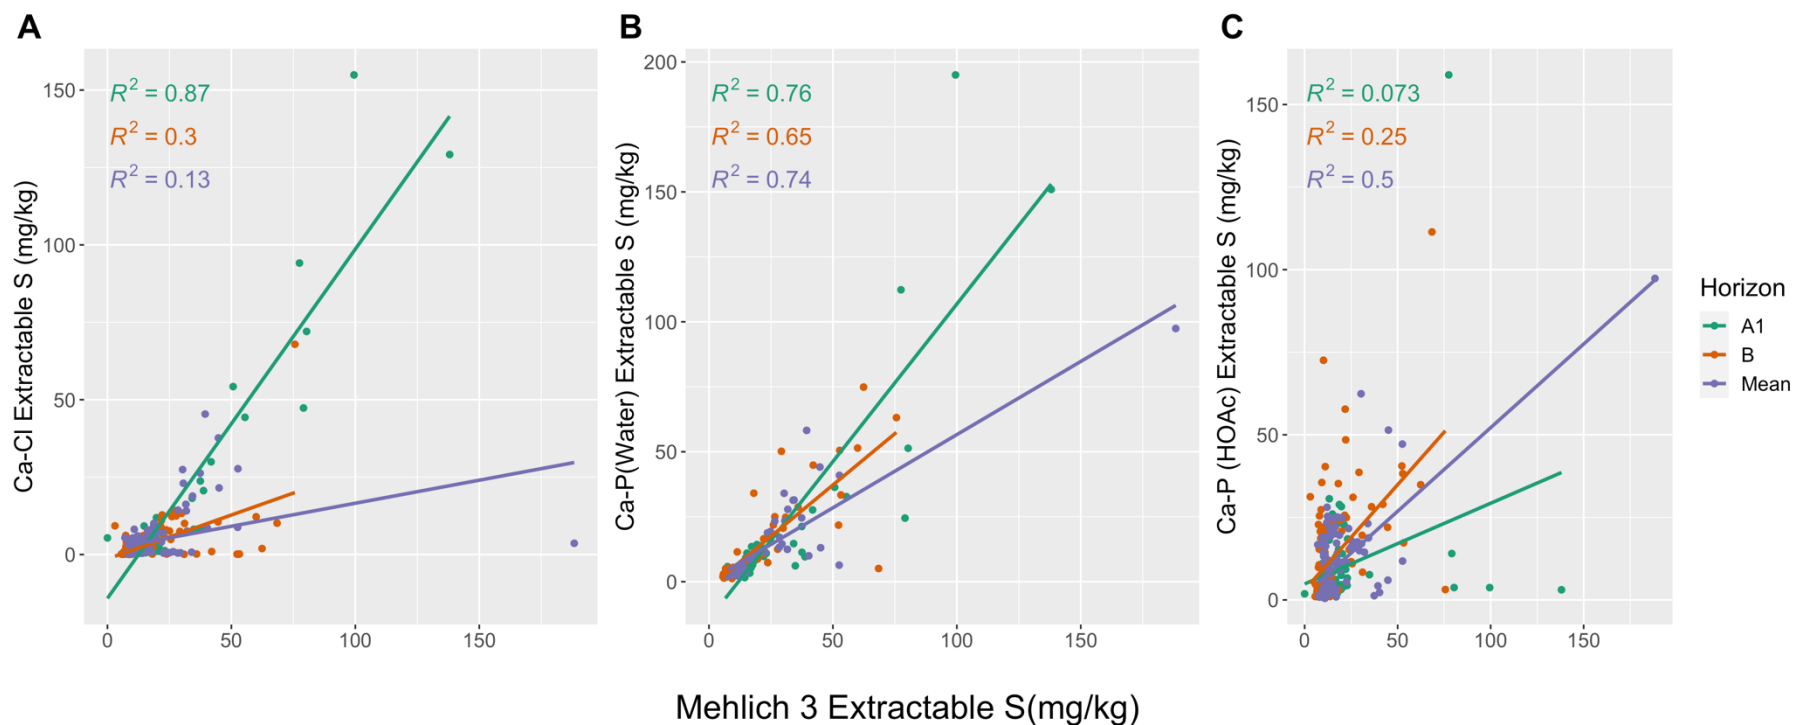 A
Ca-Cl Extractable S (mg/kg)
150
100
50
0
R² = 0.87
R² = 0.3
R² = 0.13
0 50 100 150
B
Ca-P(Water) Extractable S (mg/kg)
200
150
100
50
0
R² = 0.76
R² = 0.65
R² = 0.74
0 50 100 150
C
Ca-P (HOAc) Extractable S (mg/kg)
150
100
50
0
R² = 0.073
R² = 0.25
R² = 0.5
0 50 100 150
Horizon
A1
B
Mean
Mehlich 3 Extractable S(mg/kg)